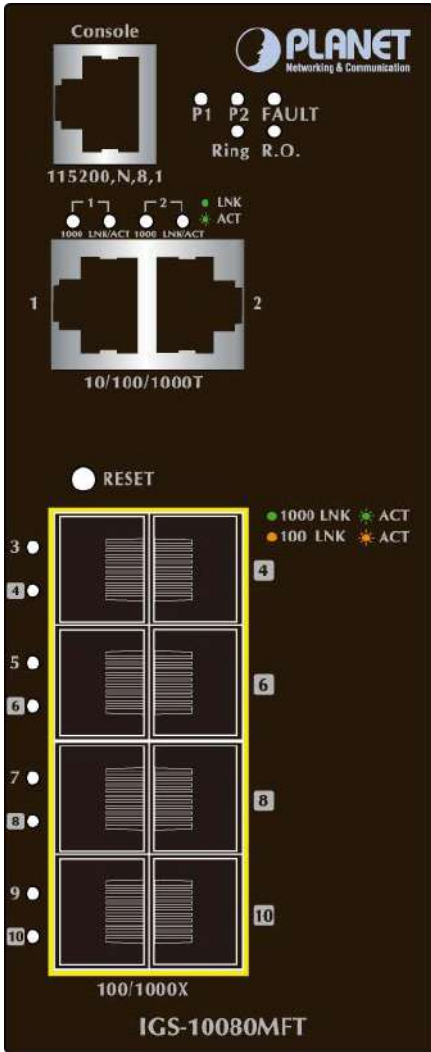 Console
PLANET
Networking & Communication
P1 P2 FAULT
Ring R.O.
115200,N,8,1
1 2 LNK
1000 LNK/ACT 1000 LNK/ACT ACT
1 2
10/100/1000T
RESET
1000 LNK ACT
100 LNK ACT
3
4 4
5
6 6
7
8 8
9
10 10
100/1000X
IGS-10080MFT